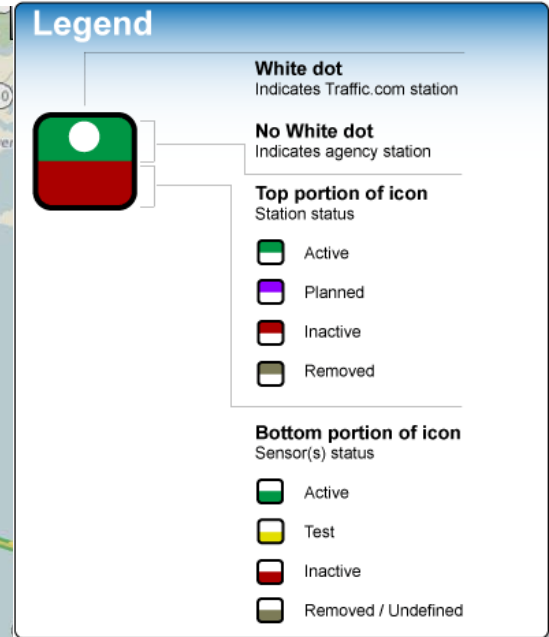 Legend
White dot
Indicates Traffic.com station
No White dot
Indicates agency station
Top portion of icon
Station status
Active
Planned
Inactive
Removed
Bottom portion of icon
Sensor(s) status
Active
Test
Inactive
Removed / Undefined